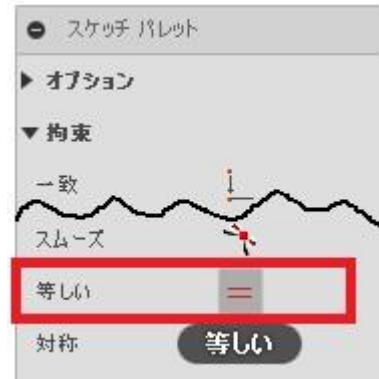 スケッチ パレット
オプション
拘束
一致
スムーズ
等しい
対称 等しい